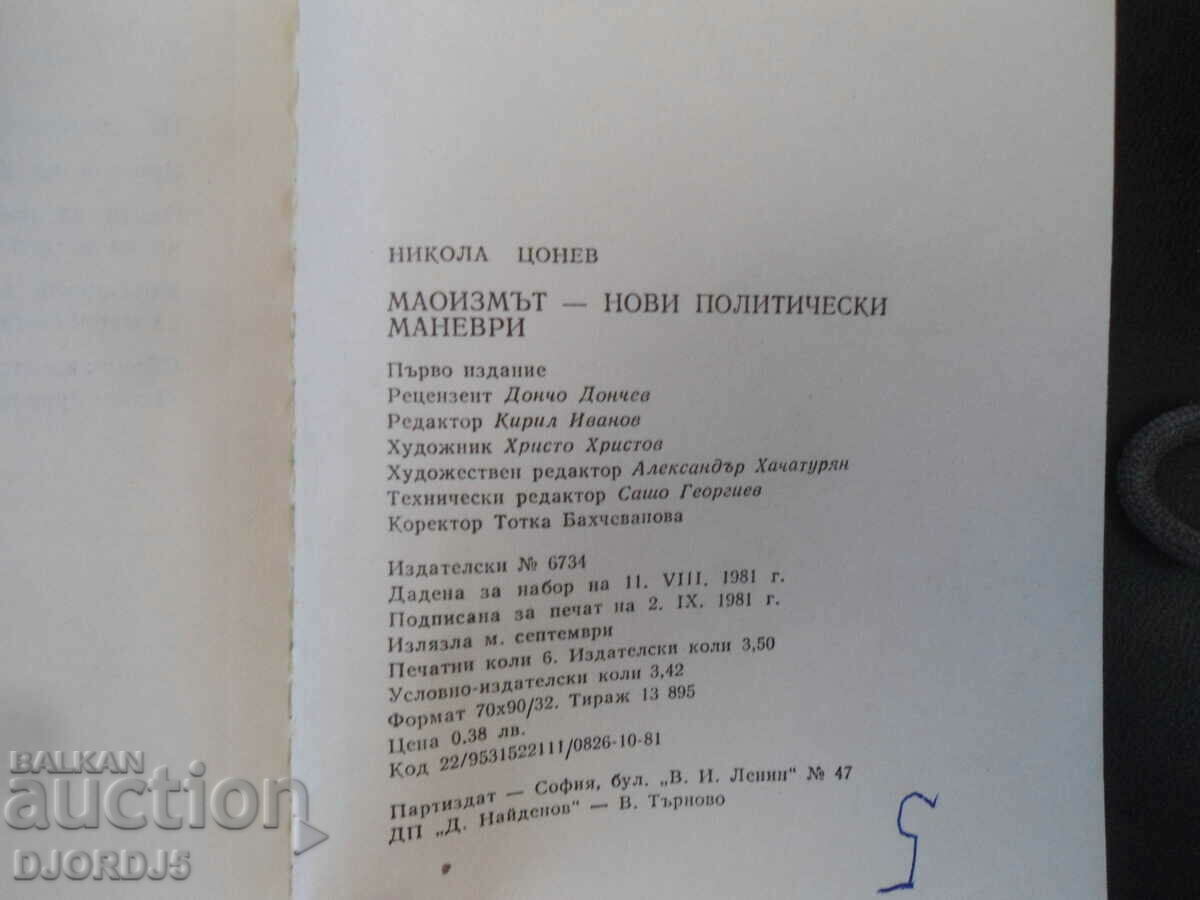 НИКОЛА ЦОНЕВ
МАОИЗМЪТ — НОВИ ПОЛИТИЧЕСКИ
МАНЕВРИ
Първо издание
Рецензент Дончо Дончев
Редактор Кирил Иванов
Художник Христо Христов
Художествен редактор Александър Хачатурян
Технически редактор Сашо Георгиев
Коректор Тотка Бахчеванова
Издателски № 6734
Дадена за набор на 11. VIII. 1981 г.
Подписана за печат на 2. IX. 1981 г.
Излязла м. септември
Печатни коли 6. Издателски коли 3,50
Условно-издателски коли 3,42
Формат 70x90/32. Тираж 13 895
Цена 0.38 лв.
Код 22/9531522111/0826-10-81
Партиздат — София, бул. „В. И. Ленин“ № 47
ДП „Д. Найденов“ — В. Търново
BALKAN
auction
DJORDJ5